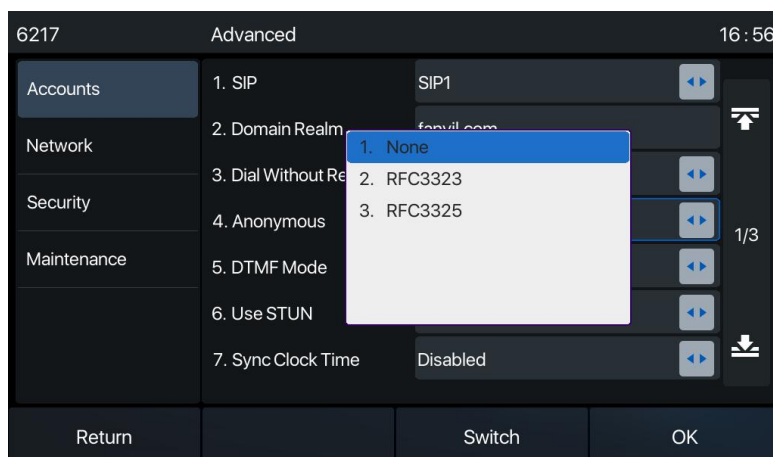 6217 Advanced 16:56
Accounts
Network
Security
Maintenance
1. SIP SIP1
2. Domain Realm fanvil.com
3. Dial Without Re
4. Anonymous
5. DTMF Mode
6. Use STUN
7. Sync Clock Time Disabled
1. None
2. RFC3323
3. RFC3325
1/3
Return Switch OK